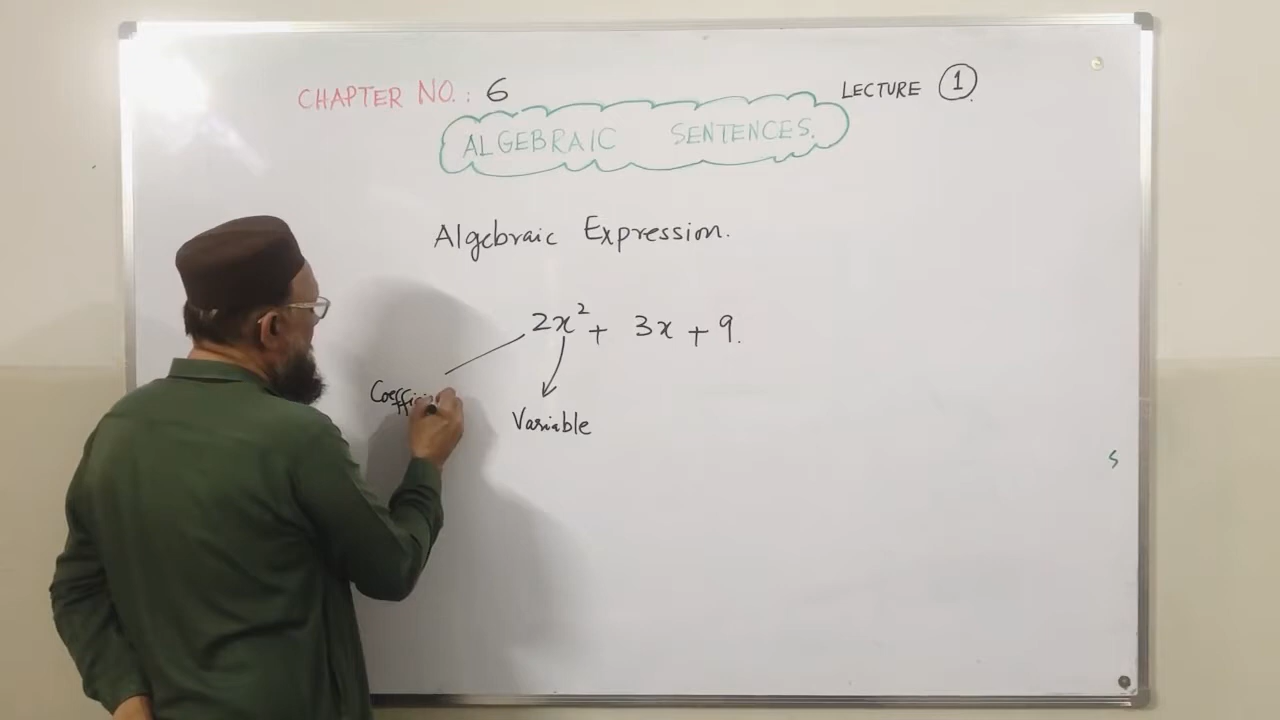 CHAPTER NO.: 6
LECTURE 1
ALGEBRAIC SENTENCES.
Algebraic Expression.
2x² + 3x + 9.
Variable
S